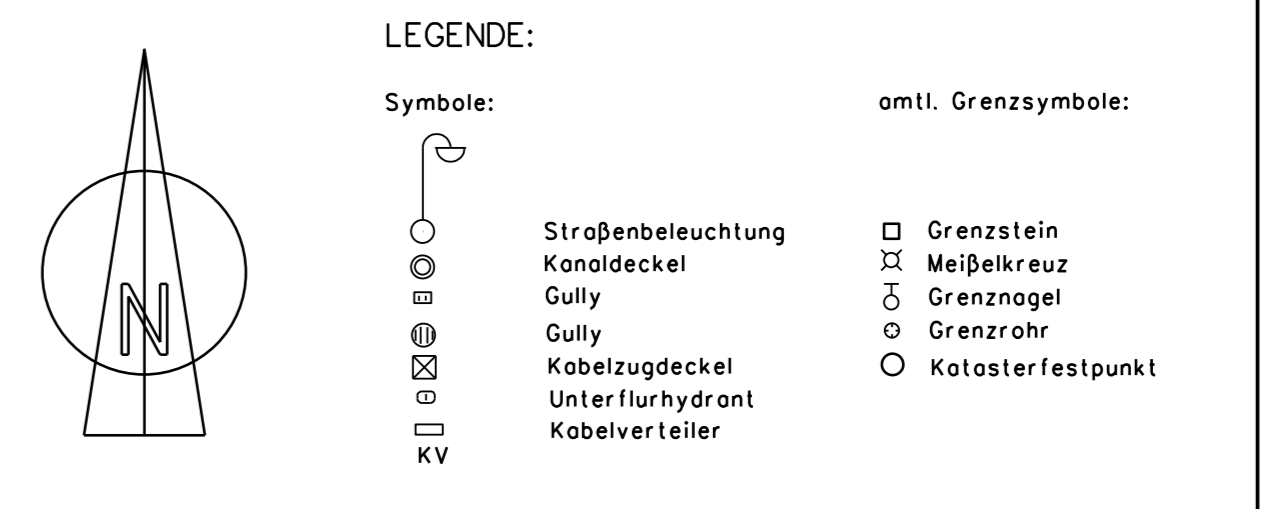 LEGENDE:
Symbole:
Straßenbeleuchtung
Kanaldeckel
Gully
Gully
Kabelzugdeckel
Unterflurhydrant
Kabelverteiler
KV
amtl. Grenzsymbole:
Grenzstein
Meißelkreuz
Grenznagel
Grenzrohr
Katasterfestpunkt
N